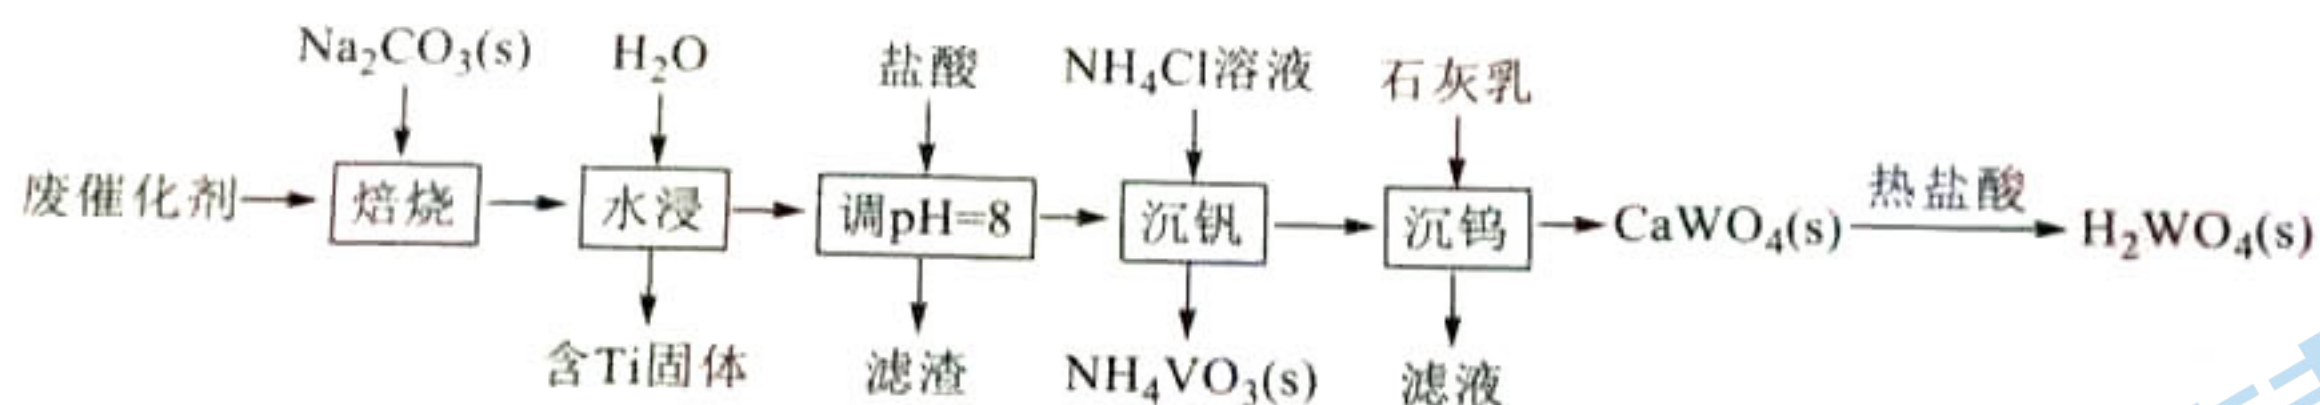 Na₂CO₃(s) H₂O 盐酸 NH₄Cl溶液 石灰乳
废催化剂 焙烧 水浸 调pH=8 沉钒 沉钨 CaWO₄(s) 热盐酸 H₂WO₄(s)
含Ti固体 滤渣 NH₄VO₃(s) 滤液